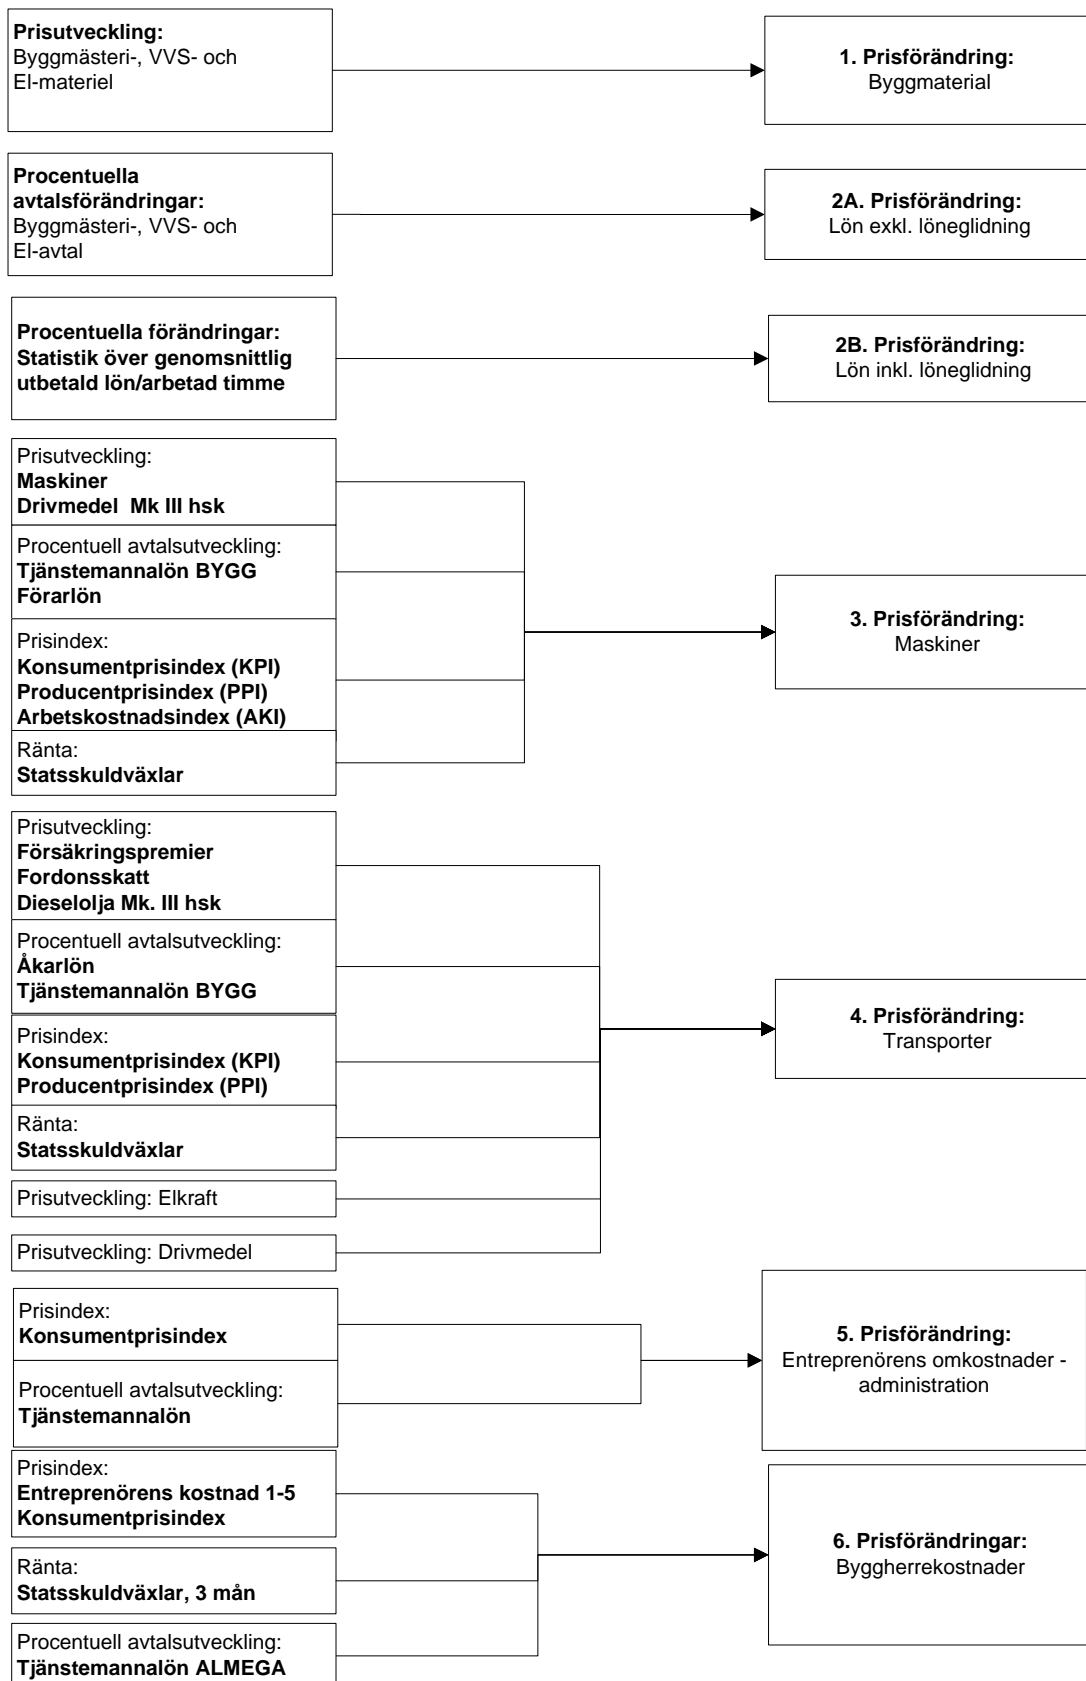 Prisutveckling:
Byggmästeri-, VVS- och
El-materiel
1. Prisförändring:
Byggmaterial
Procentuella
avtalsförändringar:
Byggmästeri-, VVS- och
El-avtal
2A. Prisförändring:
Lön exkl. löneglidning
Procentuella förändringar:
Statistik över genomsnittlig
utbetald lön/arbetad timme
2B. Prisförändring:
Lön inkl. löneglidning
Prisutveckling:
Maskiner
Drivmedel  Mk III hsk
Procentuell avtalsutveckling:
Tjänstemannalön BYGG
Förarlön
Prisindex:
Konsumentprisindex (KPI)
Producentprisindex (PPI)
Arbetskostnadsindex (AKI)
Ränta:
Statsskuldväxlar
3. Prisförändring:
Maskiner
Prisutveckling:
Försäkringspremier
Fordonsskatt
Dieselolja Mk. III hsk
Procentuell avtalsutveckling:
Åkarlön
Tjänstemannalön BYGG
Prisindex:
Konsumentprisindex (KPI)
Producentprisindex (PPI)
Ränta:
Statsskuldväxlar
Prisutveckling: Elkraft
Prisutveckling: Drivmedel
4. Prisförändring:
Transporter
Prisindex:
Konsumentprisindex
Procentuell avtalsutveckling:
Tjänstemannalön
5. Prisförändring:
Entreprenörens omkostnader -
administration
Prisindex:
Entreprenörens kostnad 1-5
Konsumentprisindex
Ränta:
Statsskuldväxlar, 3 mån
Procentuell avtalsutveckling:
Tjänstemannalön ALMEGA
6. Prisförändringar:
Byggherrekostnader